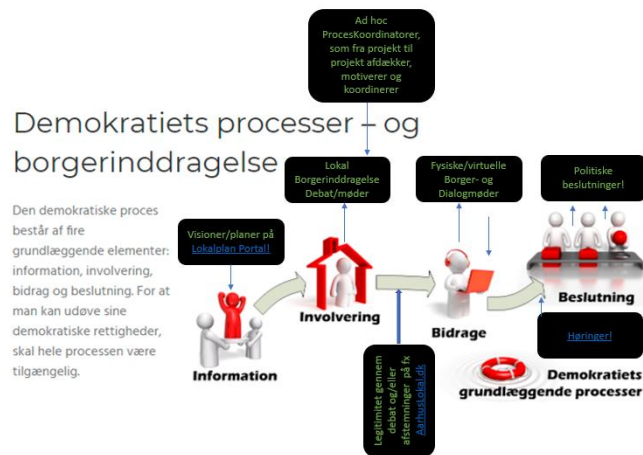 Ad hoc
ProcesKoordinatorer,
som fra projekt til
projekt afdækker,
motiverer og
koordinerer
Demokratiets processer – og
borgerinddragelse
Den demokratiske proces
består af fire
grundlæggende elementer:
information, involvering,
bidrag og beslutning. For at
man kan udøve sine
demokratiske rettigheder,
skal hele processen være
tilgængelig.
Visioner/planer på
Lokalplan Portal!
Information
Lokal
Borgerinddragelse
Debat/møder
Involvering
Legitimitet gennem
debat og/eller
afstemninger på fx
AarhusLokal.dk
Fysiske/virtuelle
Borger- og
Dialogmøder
Bidrage
Politiske
beslutninger!
Beslutning
Høringer!
Demokratiets
grundlæggende processer